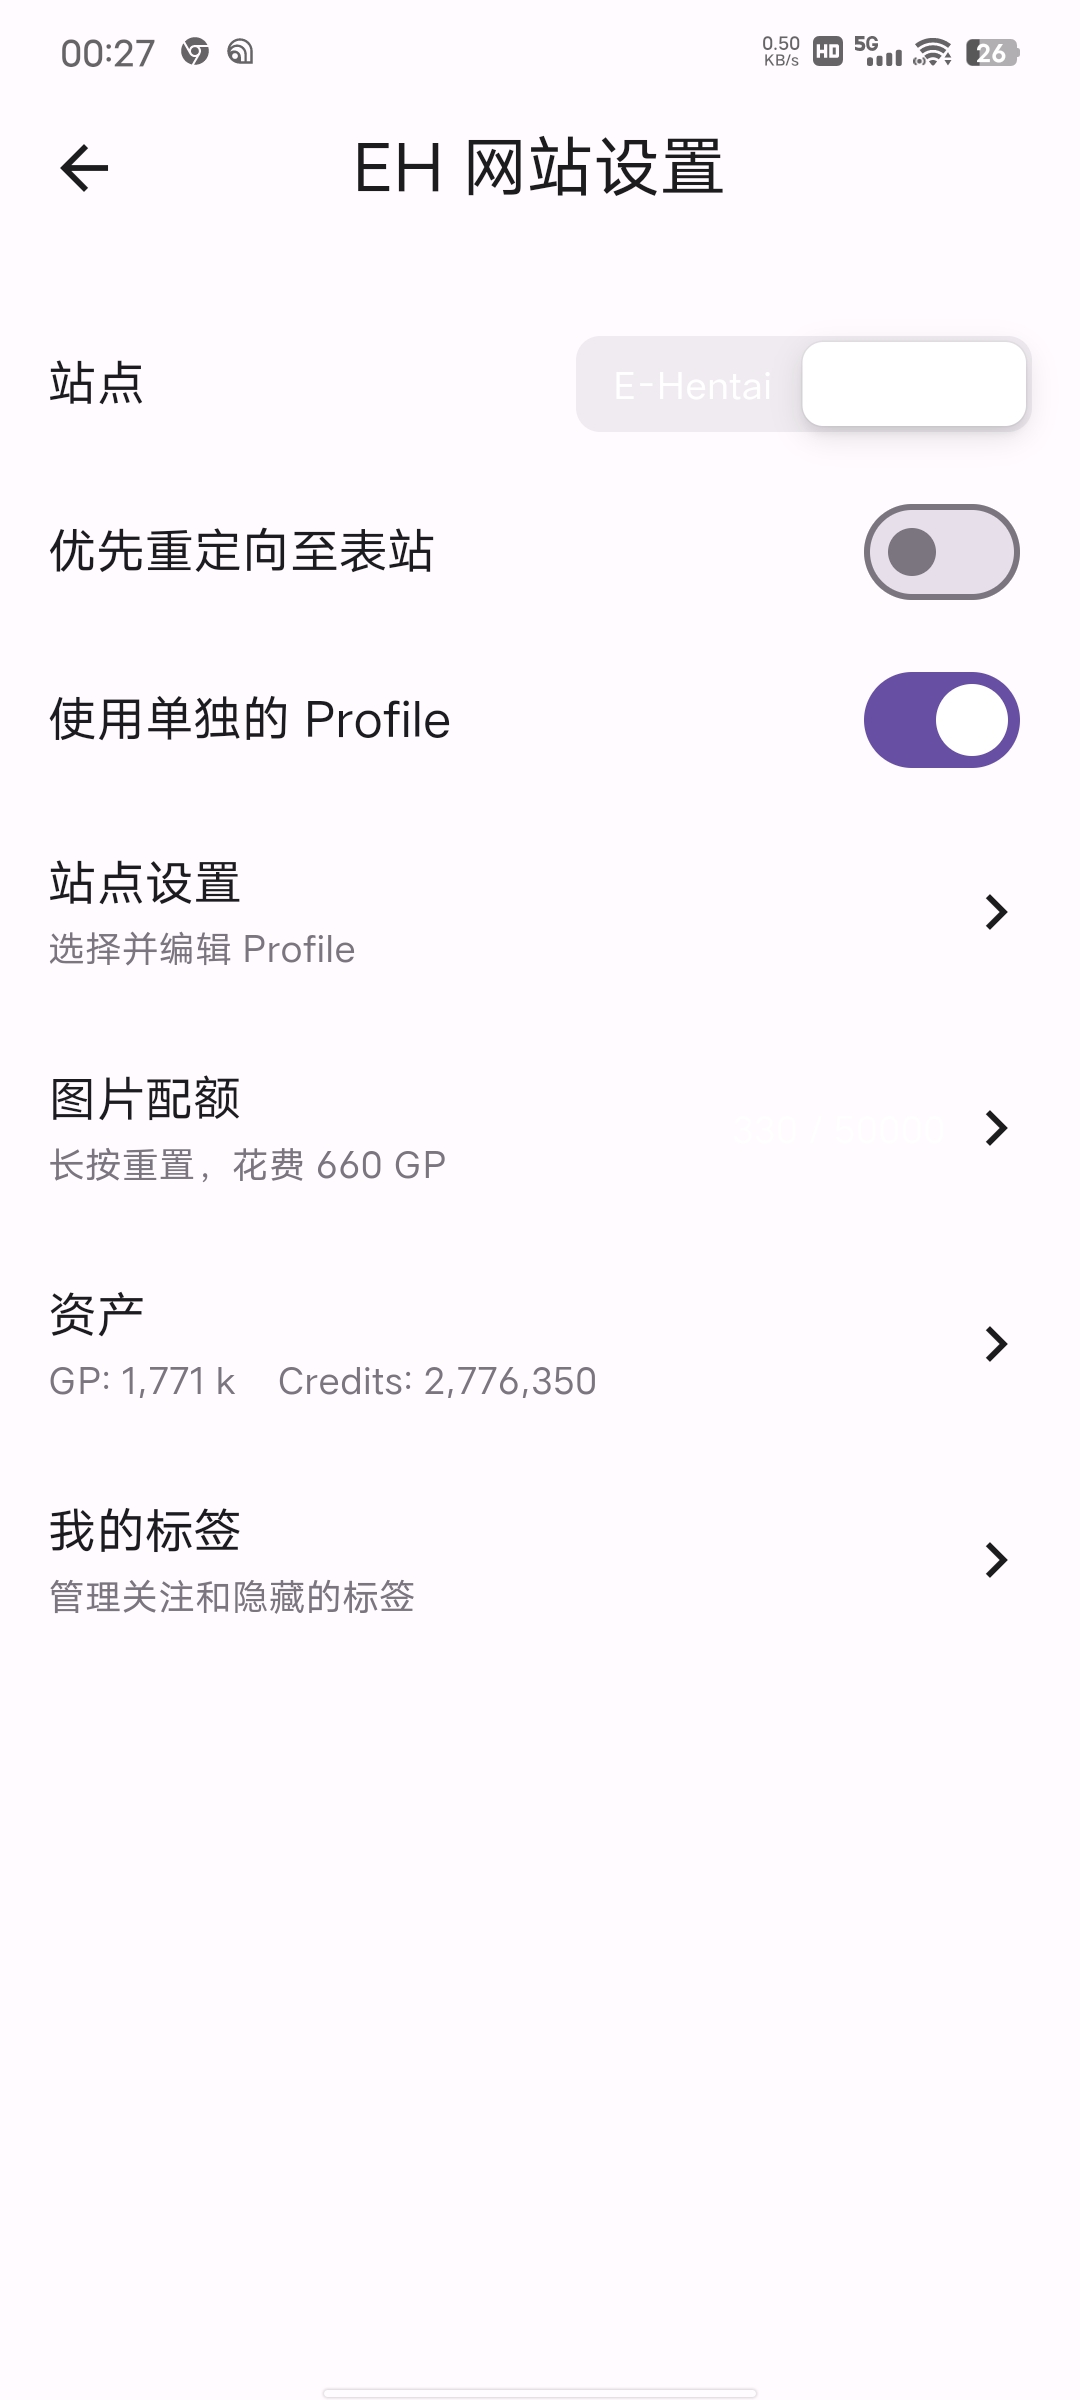 00:27
0.50 KB/s HD 5G 26
EH 网站设置
站点
E-Hentai
优先重定向至表站
使用单独的 Profile
站点设置
选择并编辑 Profile
图片配额
长按重置，花费 660 GP
资产
GP: 1,771 k Credits: 2,776,350
我的标签
管理关注和隐藏的标签